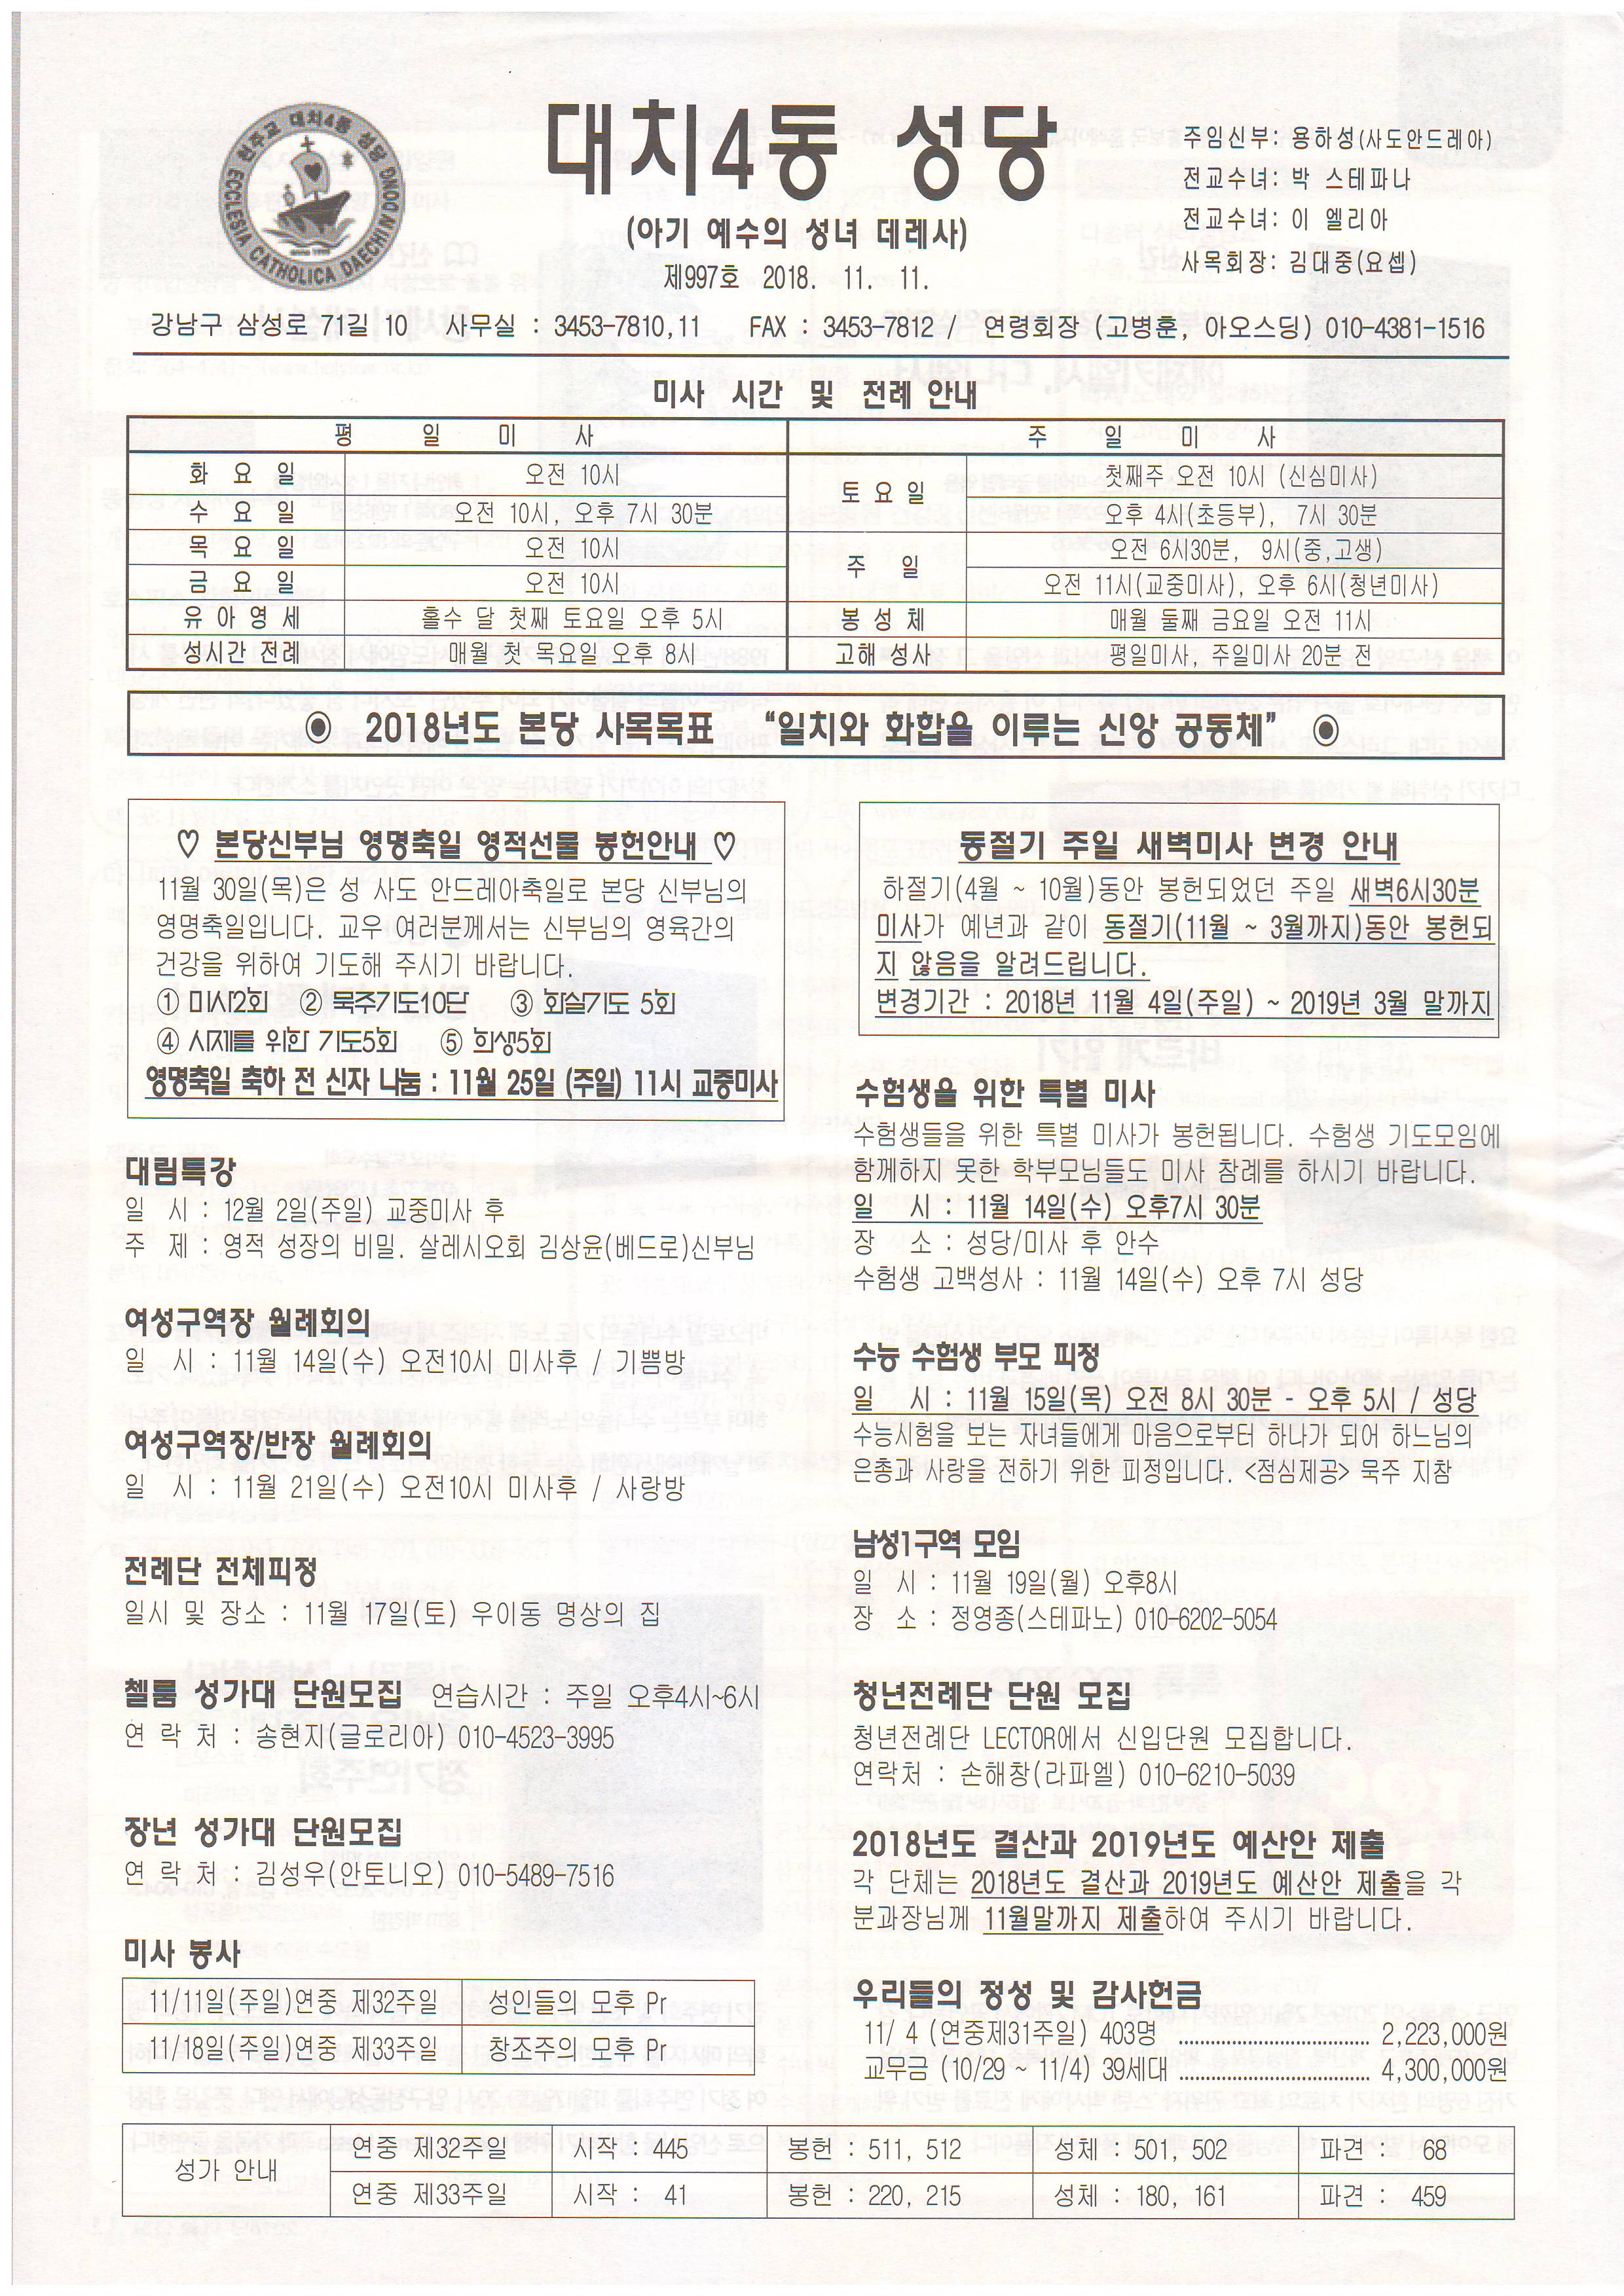 천주교 대치4동 성당
ECCLESIA CATHOLICA DAECHI N DONG
대치4동 성당
(아기 예수의 성녀 데레사)
제997호 2018. 11. 11.
주임신부: 용하성(사도안드레아)
전교수녀: 박 스테파나
전교수녀: 이 엘리아
사목회장: 김대중(요셉)
강남구 삼성로 71길 10 사무실 : 3453-7810,11 FAX : 3453-7812 / 연령회장 (고병훈, 아오스딩) 010-4381-1516
미사 시간 및 전례 안내
평 일 미 사 주 일 미 사
화 요 일 오전 10시 토 요 일 첫째주 오전 10시 (신심미사)
수 요 일 오전 10시, 오후 7시 30분 오후 4시(초등부), 7시 30분
목 요 일 오전 10시 주 일 오전 6시30분, 9시(중,고생)
금 요 일 오전 10시 오전 11시(교중미사), 오후 6시(청년미사)
유 아 영 세 홀수 달 첫째 토요일 오후 5시 봉 성 체 매월 둘째 금요일 오전 11시
성시간 전례 매월 첫 목요일 오후 8시 고해 성사 평일미사, 주일미사 20분 전
◉ 2018년도 본당 사목목표 “일치와 화합을 이루는 신앙 공동체” ◉
♡ 본당신부님 영명축일 영적선물 봉헌안내 ♡
11월 30일(목)은 성 사도 안드레아축일로 본당 신부님의
영명축일입니다. 교우 여러분께서는 신부님의 영육간의
건강을 위하여 기도해 주시기 바랍니다.
① 미사2회 ② 묵주기도10단 ③ 화살기도 5회
④ 사제를 위한 기도5회 ⑤ 희생5회
영명축일 축하 전 신자 나눔 : 11월 25일 (주일) 11시 교중미사
대림특강
일 시 : 12월 2일(주일) 교중미사 후
주 제 : 영적 성장의 비밀. 살레시오회 김상윤(베드로)신부님
여성구역장 월례회의
일 시 : 11월 14일(수) 오전10시 미사후 / 기쁨방
여성구역장/반장 월례회의
일 시 : 11월 21일(수) 오전10시 미사후 / 사랑방
전례단 전체피정
일시 및 장소 : 11월 17일(토) 우이동 명상의 집
첼룸 성가대 단원모집 연습시간 : 주일 오후4시~6시
연 락 처 : 송현지(글로리아) 010-4523-3995
장년 성가대 단원모집
연 락 처 : 김성우(안토니오) 010-5489-7516
미사 봉사
11/11일(주일)연중 제32주일 성인들의 모후 Pr
11/18일(주일)연중 제33주일 창조주의 모후 Pr
동절기 주일 새벽미사 변경 안내
하절기(4월 ~ 10월)동안 봉헌되었던 주일 새벽6시30분
미사가 예년과 같이 동절기(11월 ~ 3월까지)동안 봉헌되
지 않음을 알려드립니다.
변경기간 : 2018년 11월 4일(주일) ~ 2019년 3월 말까지
수험생을 위한 특별 미사
수험생들을 위한 특별 미사가 봉헌됩니다. 수험생 기도모임에
함께하지 못한 학부모님들도 미사 참례를 하시기 바랍니다.
일 시 : 11월 14일(수) 오후7시 30분
장 소 : 성당/미사 후 안수
수험생 고백성사 : 11월 14일(수) 오후 7시 성당
수능 수험생 부모 피정
일 시 : 11월 15일(목) 오전 8시 30분 - 오후 5시 / 성당
수능시험을 보는 자녀들에게 마음으로부터 하나가 되어 하느님의
은총과 사랑을 전하기 위한 피정입니다. <점심제공> 묵주 지참
남성1구역 모임
일 시 : 11월 19일(월) 오후8시
장 소 : 정영종(스테파노) 010-6202-5054
청년전례단 단원 모집
청년전례단 LECTOR에서 신입단원 모집합니다.
연락처 : 손해창(라파엘) 010-6210-5039
2018년도 결산과 2019년도 예산안 제출
각 단체는 2018년도 결산과 2019년도 예산안 제출을 각
분과장님께 11월말까지 제출하여 주시기 바랍니다.
우리들의 정성 및 감사헌금
11/ 4 (연중제31주일) 403명 ........................... 2,223,000원
교무금 (10/29 ~ 11/4) 39세대 ........................... 4,300,000원
성가 안내 연중 제32주일 시작 : 445 봉헌 : 511, 512 성체 : 501, 502 파견 : 68
연중 제33주일 시작 : 41 봉헌 : 220, 215 성체 : 180, 161 파견 : 459